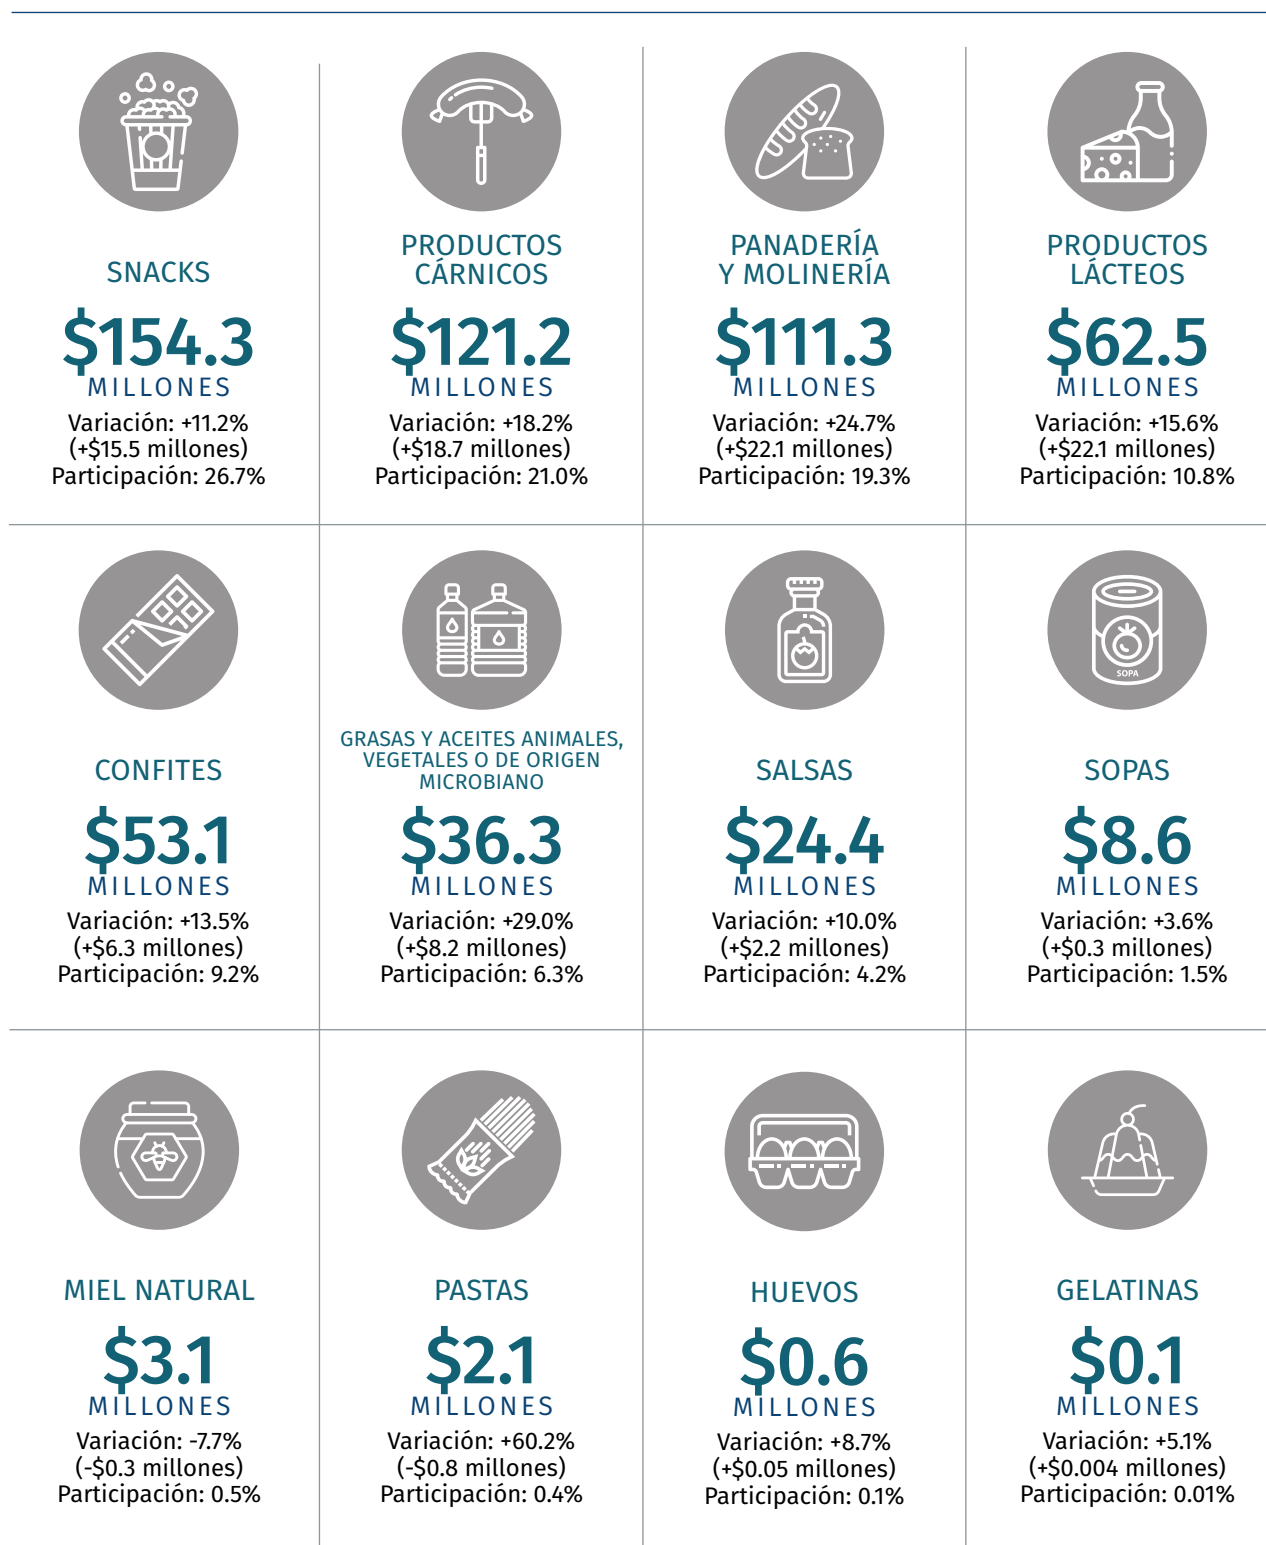 SNACKS
$154.3
MILLONES
Variación: +11.2%
(+$15.5 millones)
Participación: 26.7%
PRODUCTOS
CÁRNICOS
$121.2
MILLONES
Variación: +18.2%
(+$18.7 millones)
Participación: 21.0%
PANADERÍA
Y MOLINERÍA
$111.3
MILLONES
Variación: +24.7%
(+$22.1 millones)
Participación: 19.3%
PRODUCTOS
LÁCTEOS
$62.5
MILLONES
Variación: +15.6%
(+$22.1 millones)
Participación: 10.8%
CONFITES
$53.1
MILLONES
Variación: +13.5%
(+$6.3 millones)
Participación: 9.2%
GRASAS Y ACEITES ANIMALES,
VEGETALES O DE ORIGEN
MICROBIANO
$36.3
MILLONES
Variación: +29.0%
(+$8.2 millones)
Participación: 6.3%
SALSAS
$24.4
MILLONES
Variación: +10.0%
(+$2.2 millones)
Participación: 4.2%
SOPA
SOPAS
$8.6
MILLONES
Variación: +3.6%
(+$0.3 millones)
Participación: 1.5%
MIEL NATURAL
$3.1
MILLONES
Variación: -7.7%
(-$0.3 millones)
Participación: 0.5%
PASTAS
$2.1
MILLONES
Variación: +60.2%
(-$0.8 millones)
Participación: 0.4%
HUEVOS
$0.6
MILLONES
Variación: +8.7%
(+$0.05 millones)
Participación: 0.1%
GELATINAS
$0.1
MILLONES
Variación: +5.1%
(+$0.004 millones)
Participación: 0.01%